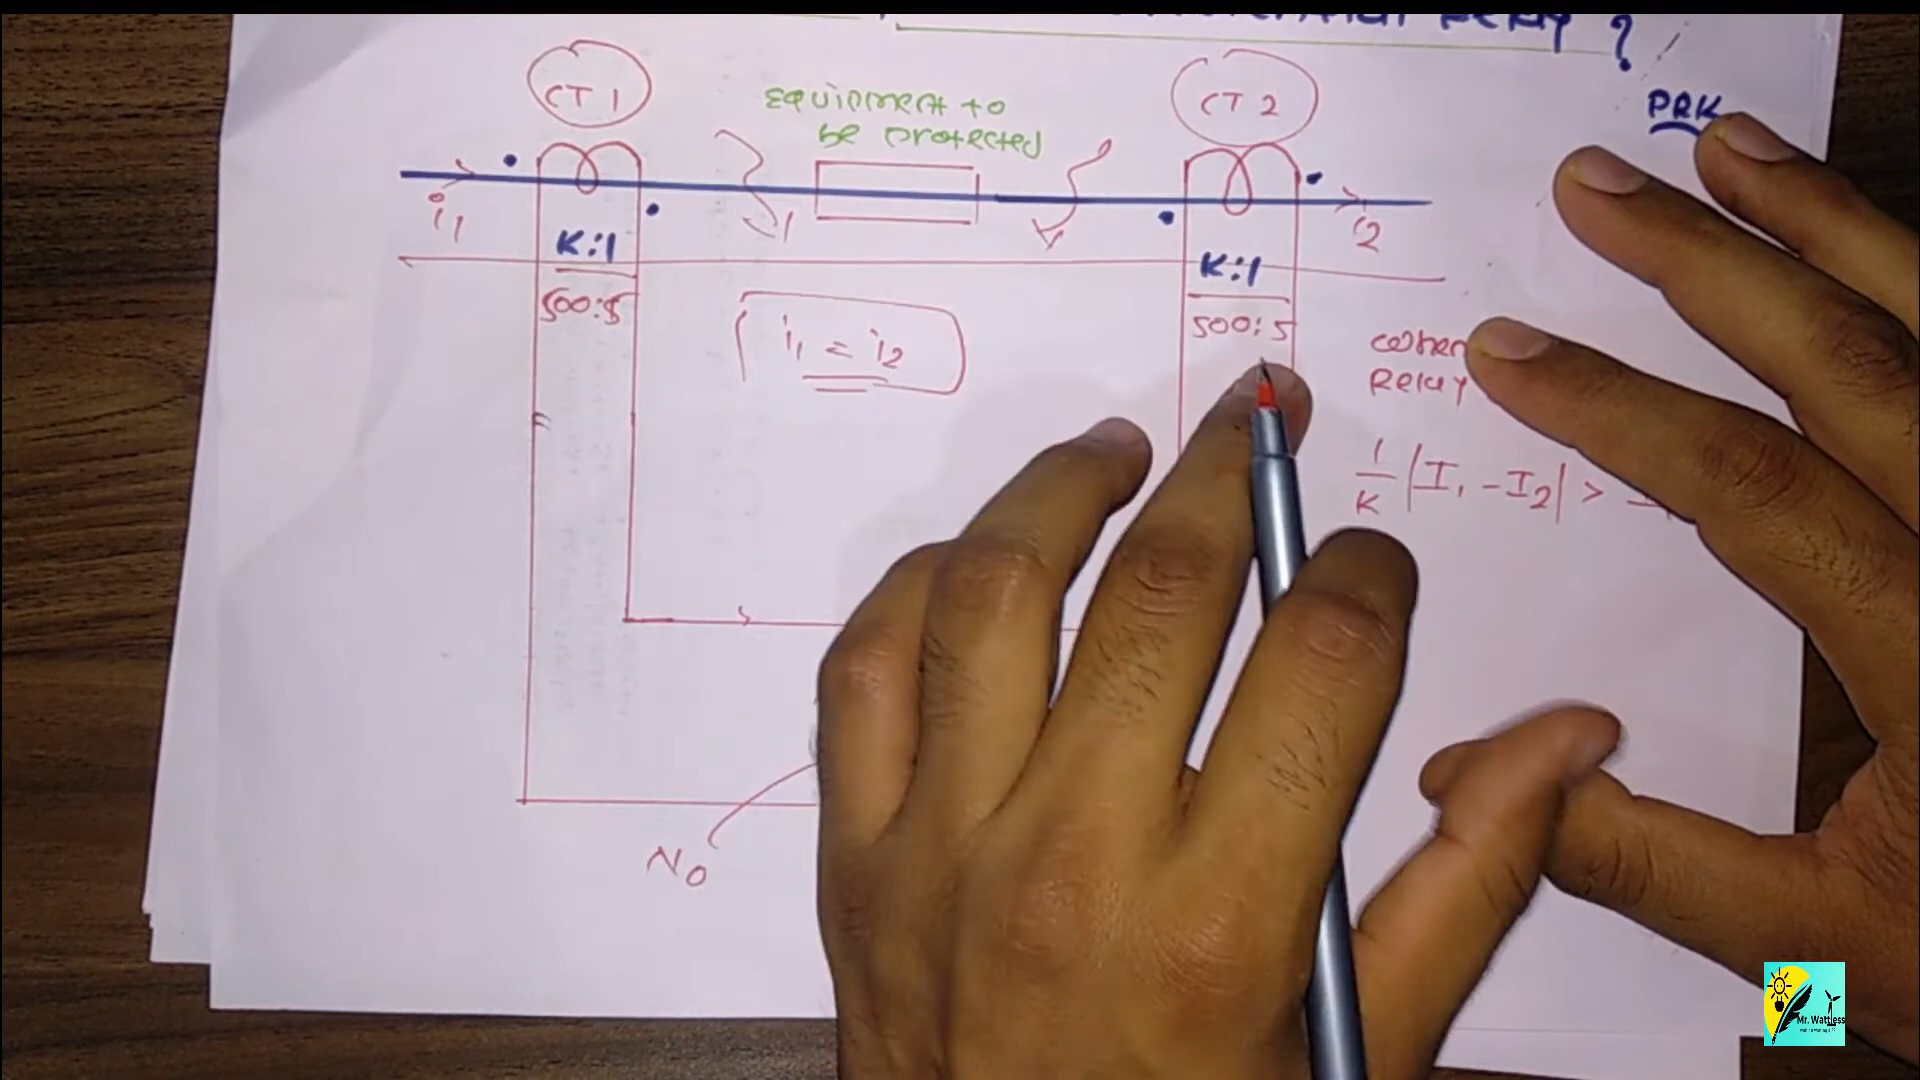 Relay ?
PRK
CT 1
CT 2
Equipment to
be protected
i1
K:1
500:5
i1 = i2
K:1
500:5
i2
when
Relay
1/K |I1 - I2| >
No
Mr. Wattless